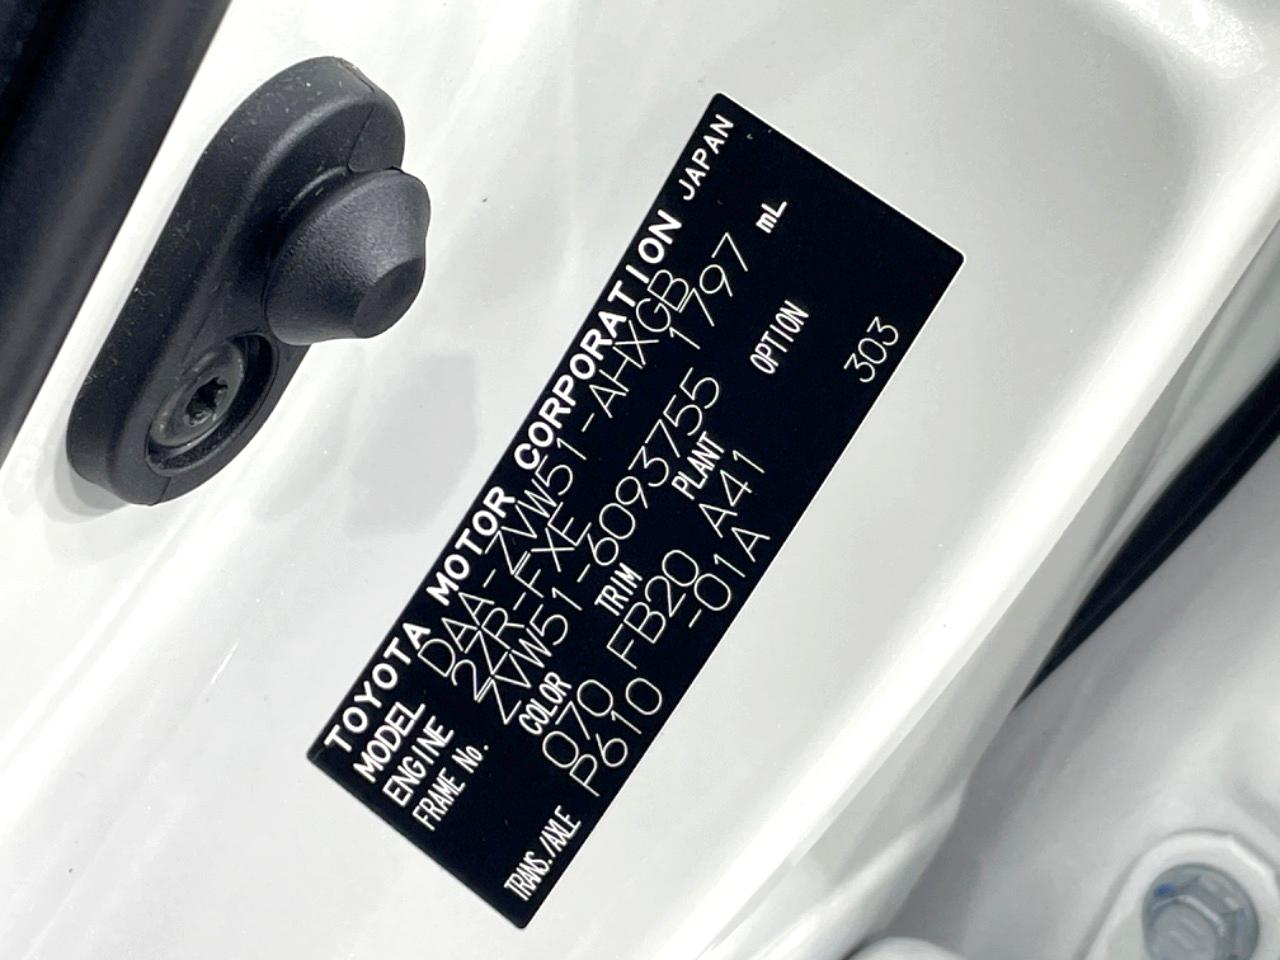 TOYOTA MOTOR CORPORATION JAPAN
MODEL DAA-ZVW51-AHXGB
ENGINE 2ZR-FXE 1797 mL
FRAME No. ZVW51-6093755
COLOR TRIM PLANT OPTION
070 FB20 A41 303
TRANS./AXLE P610 -01A